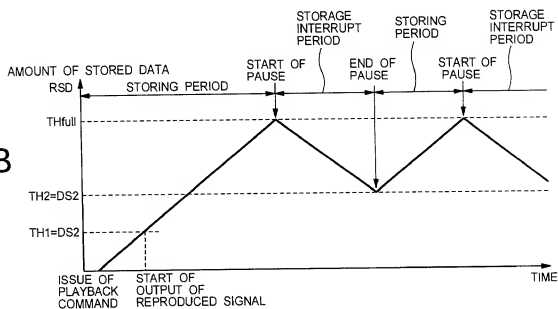 STORAGE
INTERRUPT
PERIOD
STORING
PERIOD
STORAGE
INTERRUPT
PERIOD
AMOUNT OF STORED DATA
RSD
START OF
PAUSE
END OF
PAUSE
START OF
PAUSE
STORING PERIOD
THfull
B
TH2=DS2
TH1=DS2
ISSUE OF
PLAYBACK
COMMAND
START OF
OUTPUT OF
REPRODUCED SIGNAL
TIME